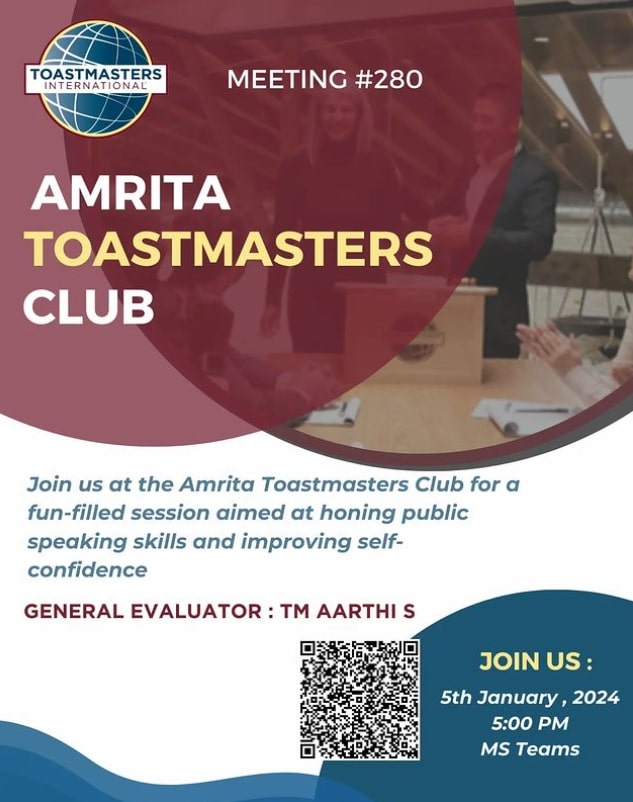 TOASTMASTERS
INTERNATIONAL
MEETING #280
AMRITA
TOASTMASTERS
CLUB
Join us at the Amrita Toastmasters Club for a
fun-filled session aimed at honing public
speaking skills and improving self-
confidence
GENERAL EVALUATOR : TM AARTHI S
JOIN US :
5th January , 2024
5:00 PM
MS Teams